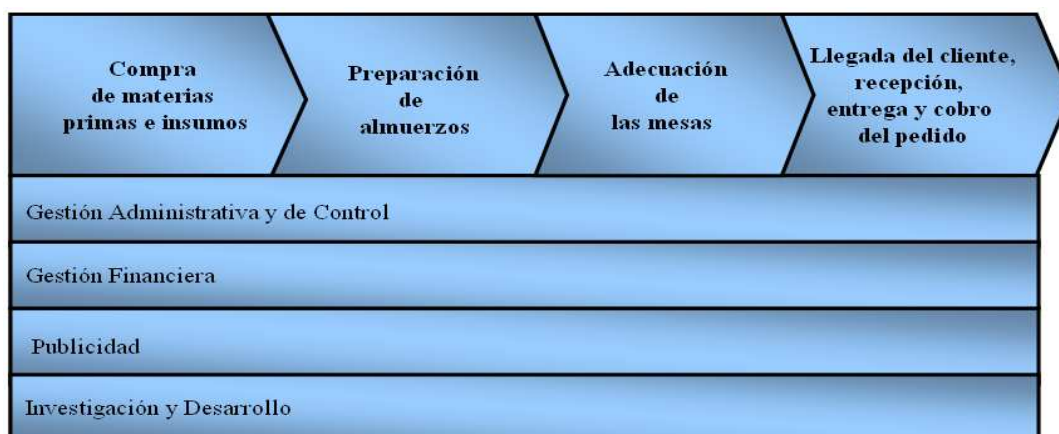 Compra
de materias
primas e insumos
Preparación
de
almuerzos
Adecuación
de
las mesas
Llegada del cliente,
recepción,
entrega y cobro
del pedido
Gestión Administrativa y de Control
Gestión Financiera
Publicidad
Investigación y Desarrollo